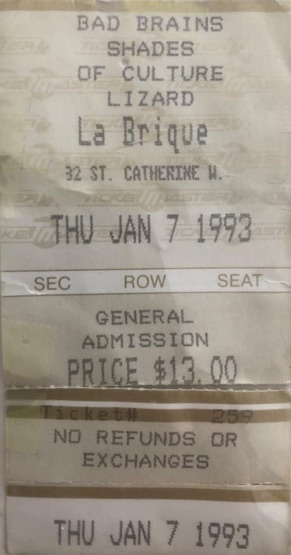 BAD BRAINS
SHADES
OF CULTURE
LIZARD
La Brique
32 ST. CATHERINE W.
THU JAN 7 1993
SEC ROW SEAT
GENERAL
ADMISSION
PRICE $13.00
Ticket# 259
NO REFUNDS OR
EXCHANGES
THU JAN 7 1993